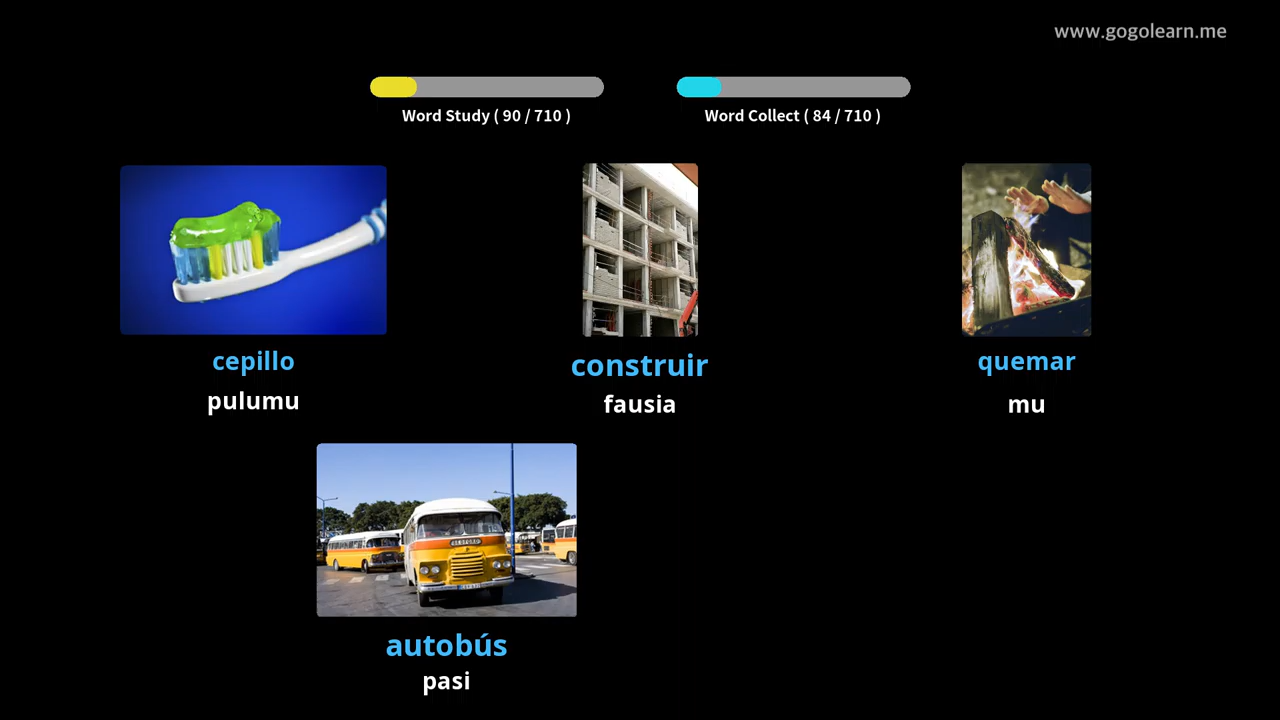 www.gogolearn.me
Word Study ( 90 / 710 )
Word Collect ( 84 / 710 )
cepillo
pulumu
construir
fausia
quemar
mu
autobús
pasi